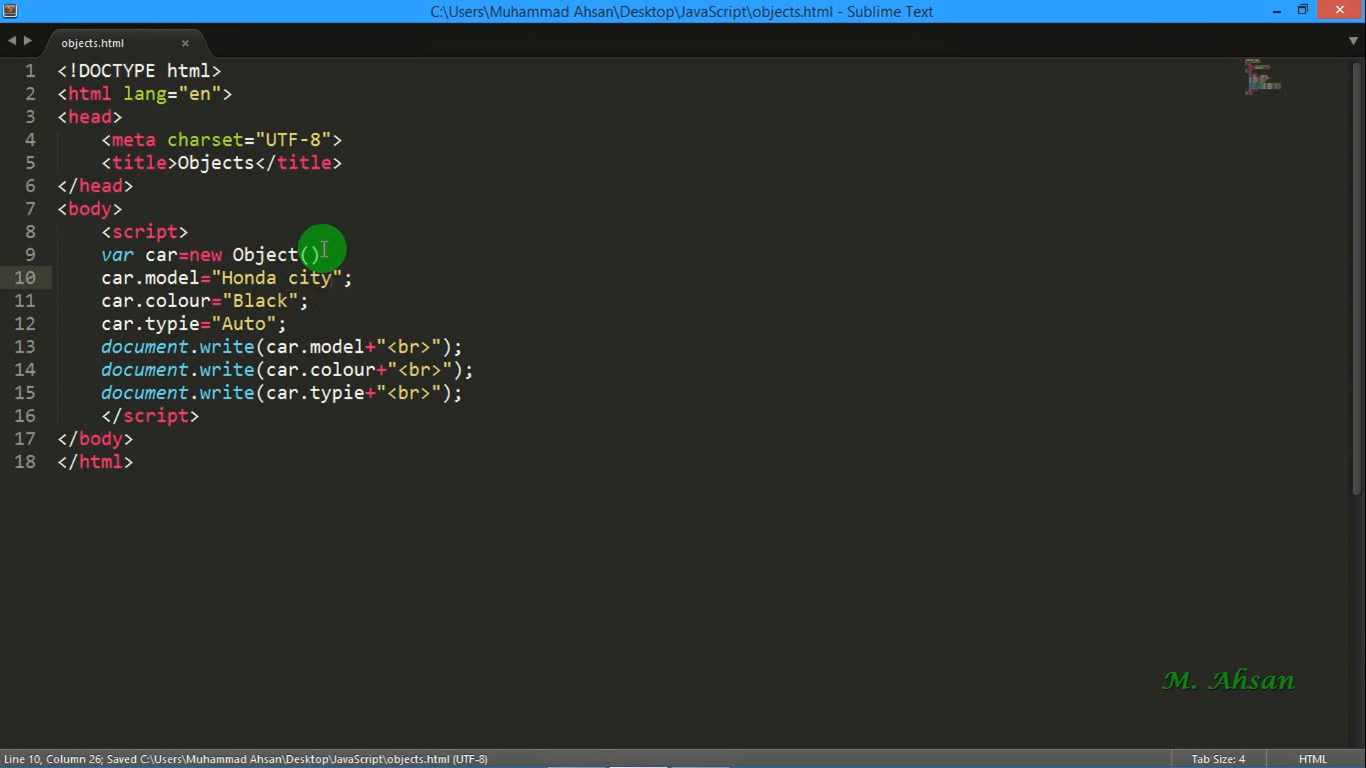 C:\Users\Muhammad Ahsan\Desktop\JavaScript\objects.html - Sublime Text
objects.html
1 <!DOCTYPE html>
2 <html lang="en">
3 <head>
4 <meta charset="UTF-8">
5 <title>Objects</title>
6 </head>
7 <body>
8 <script>
9 var car=new Object()
10 car.model="Honda city";
11 car.colour="Black";
12 car.typie="Auto";
13 document.write(car.model+"<br>");
14 document.write(car.colour+"<br>");
15 document.write(car.typie+"<br>");
16 </script>
17 </body>
18 </html>
M. Ahsan
Line 10, Column 26; Saved C:\Users\Muhammad Ahsan\Desktop\JavaScript\objects.html (UTF-8)
Tab Size: 4
HTML